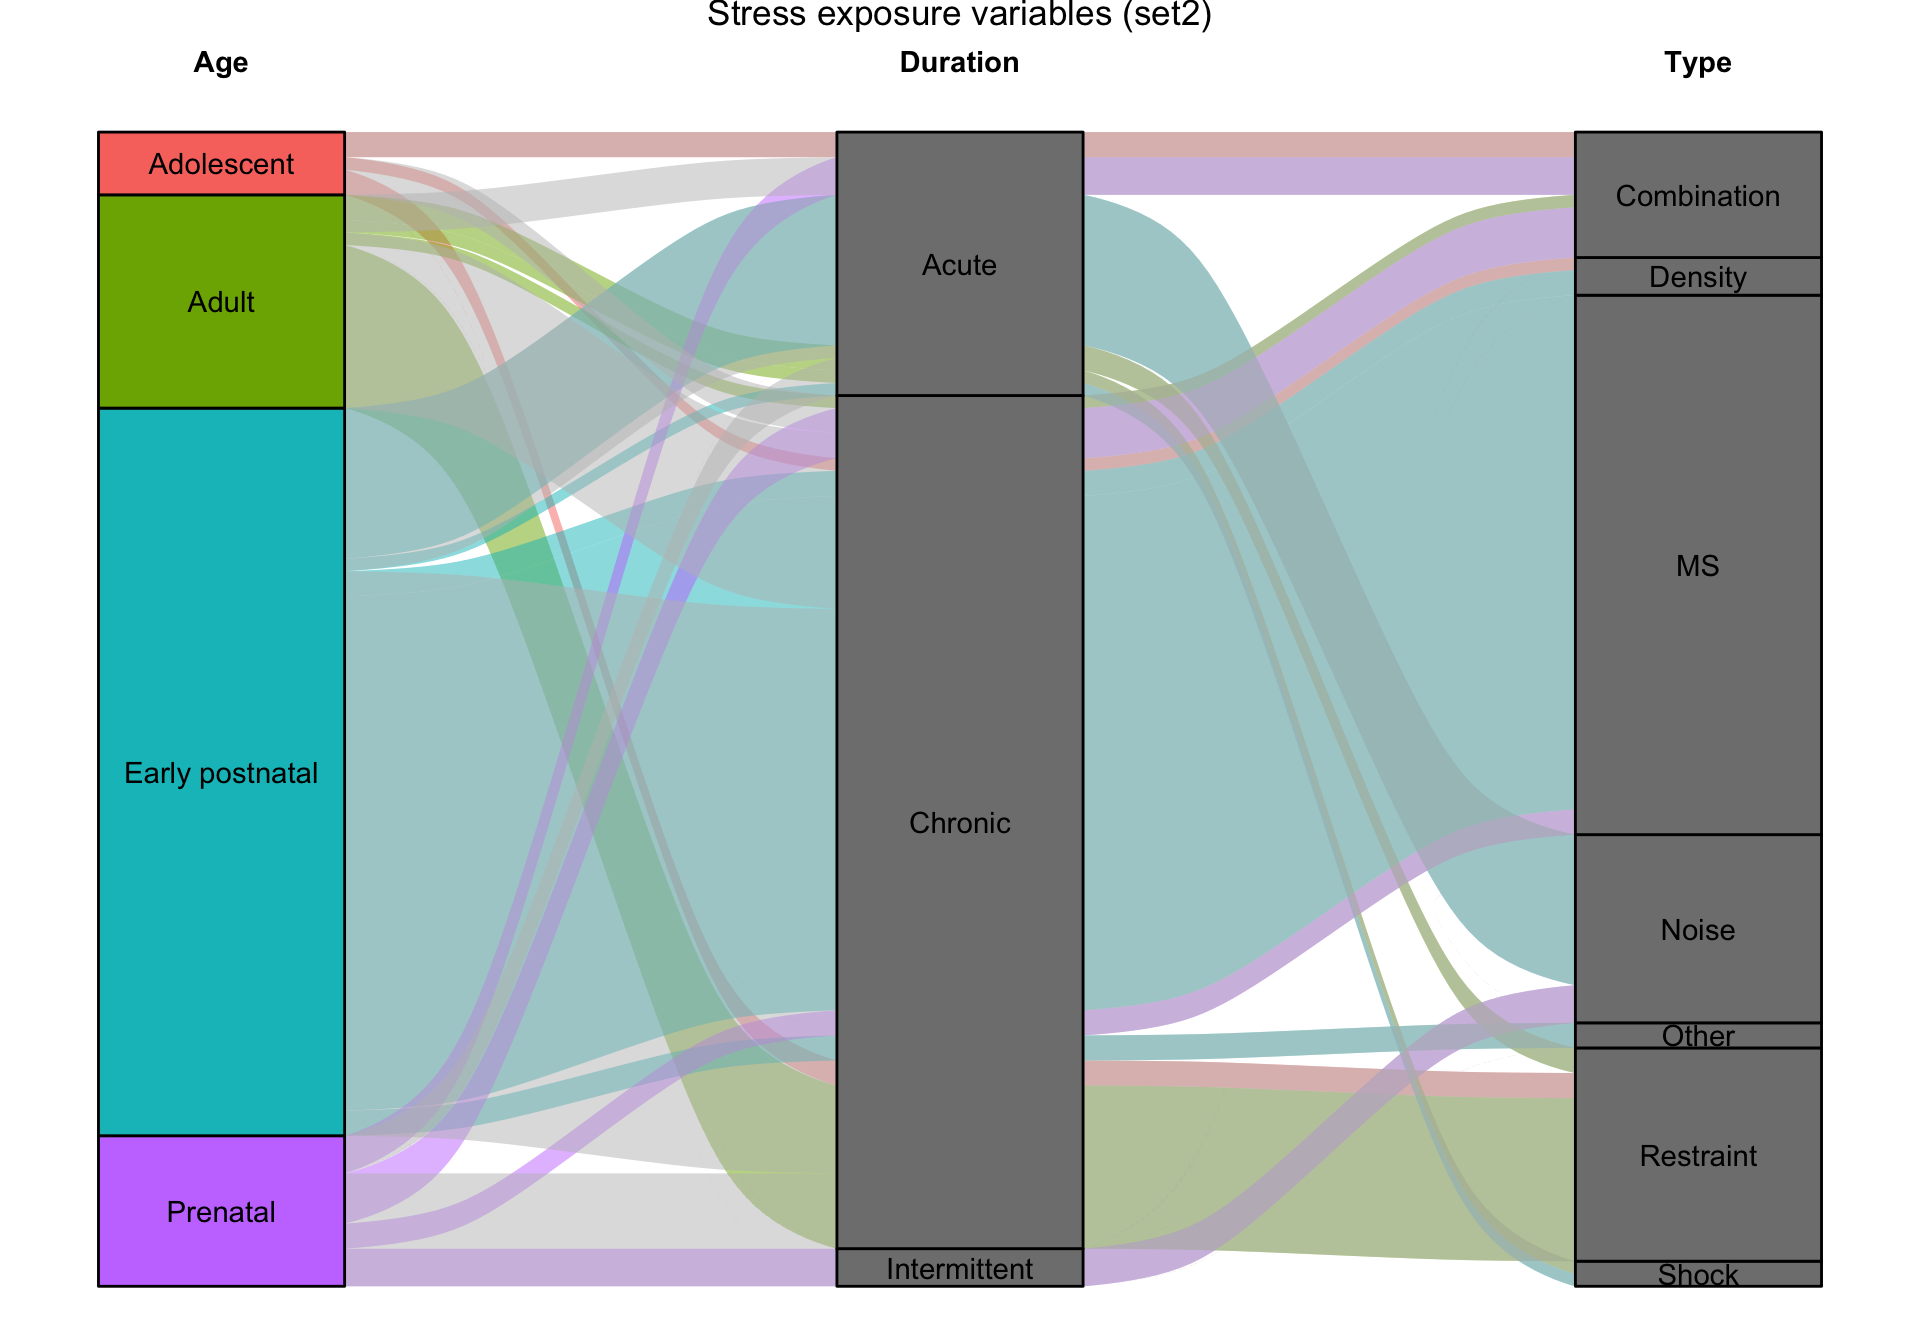 Stress exposure variables (set2)
Age
Duration
Type
Adolescent
Adult
Early postnatal
Prenatal
Acute
Chronic
Intermittent
Combination
Density
MS
Noise
Other
Restraint
Shock